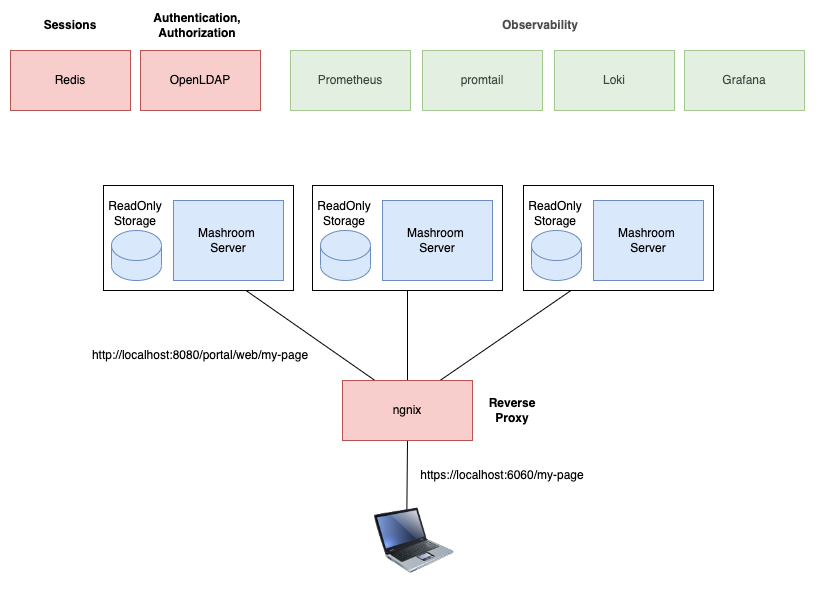 Sessions
Authentication,
Authorization
Observability
Redis
OpenLDAP
Prometheus
promtail
Loki
Grafana
ReadOnly
Storage
Mashroom
Server
ReadOnly
Storage
Mashroom
Server
ReadOnly
Storage
Mashroom
Server
http://localhost:8080/portal/web/my-page
ngnix
Reverse
Proxy
https://localhost:6060/my-page